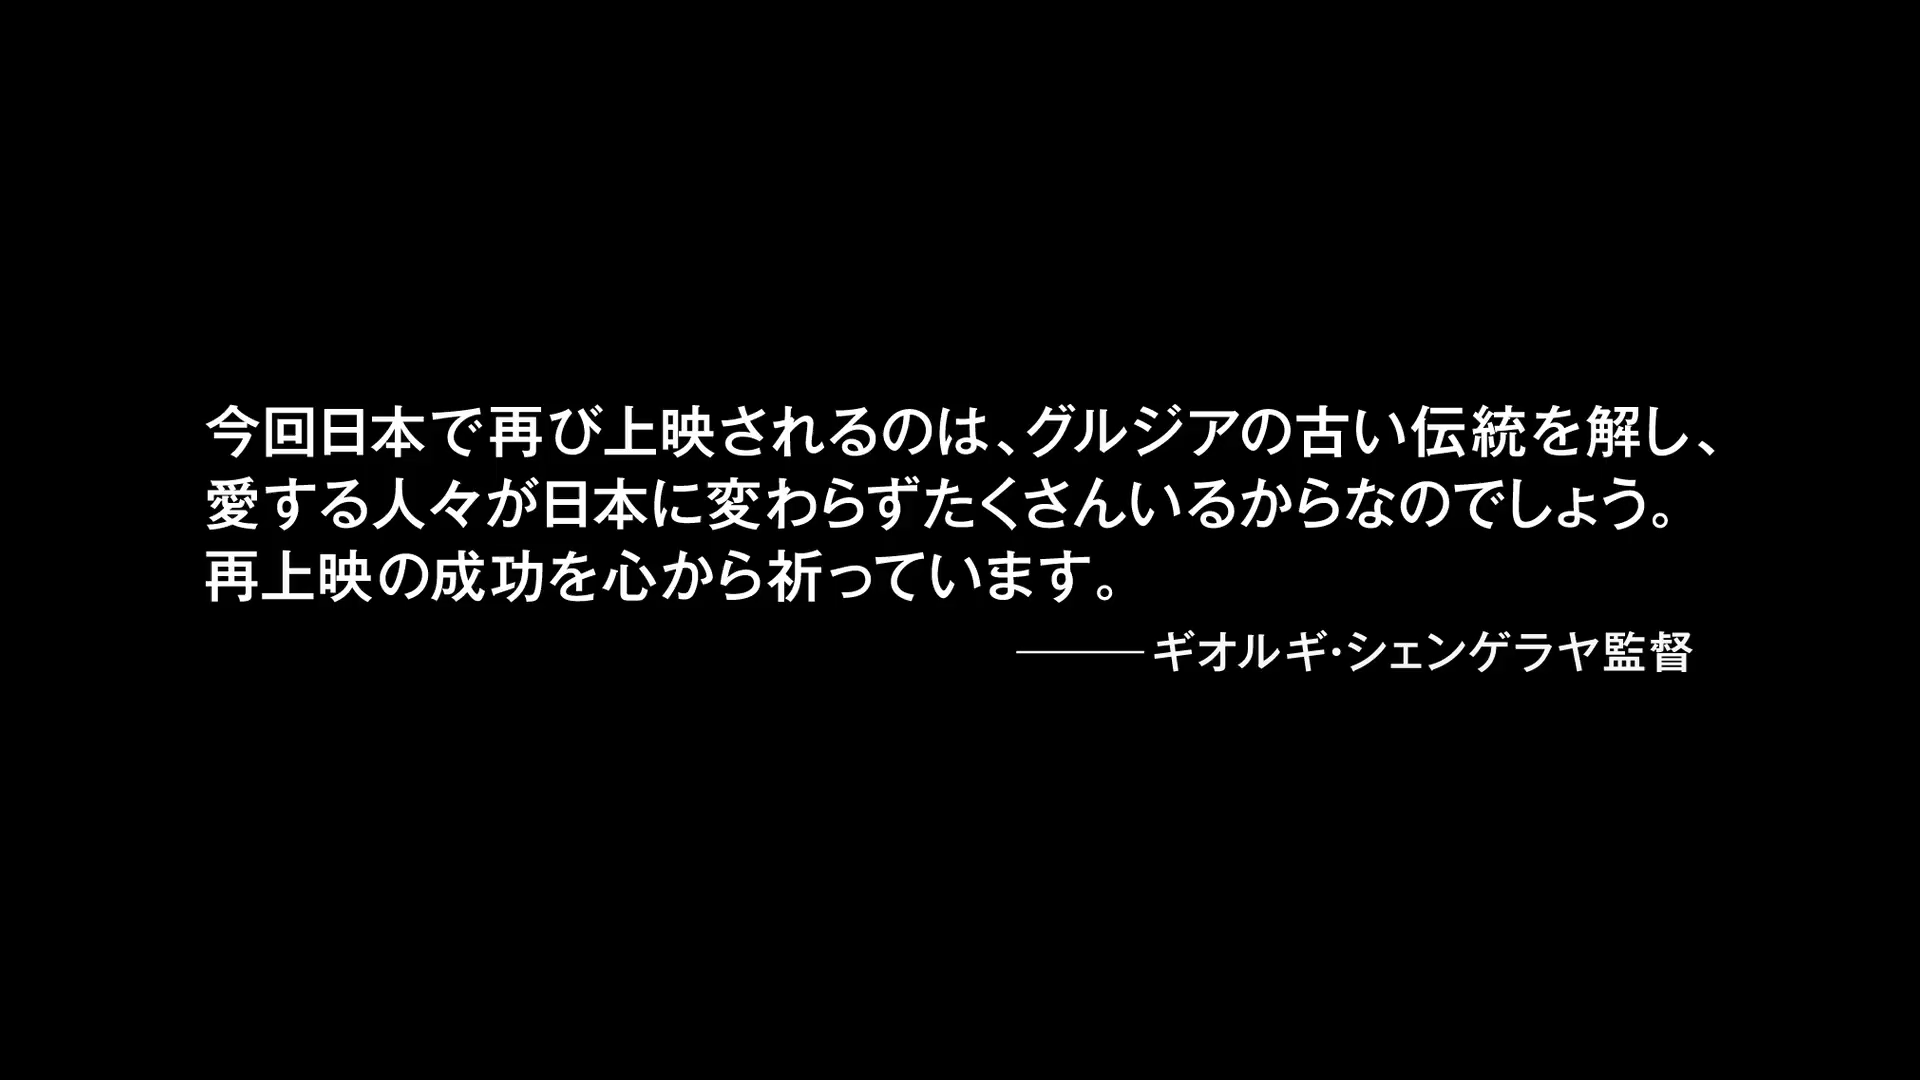 今回日本で再び上映されるのは、グルジアの古い伝統を解し、
愛する人々が日本に変わらずたくさんいるからなのでしょう。
再上映の成功を心から祈っています。
───ギオルギ・シェンゲラヤ監督